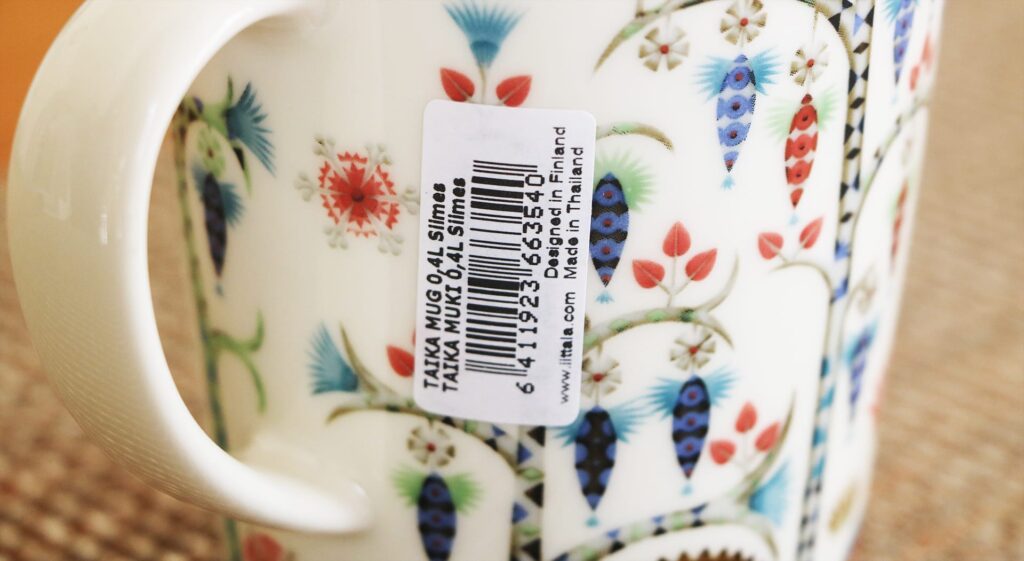 TAIKA MUG 0,4L Siimes
TAIKA MUKI 0,4L Siimes
6 411923 663540
Designed in Finland
www.iittala.com Made in Thailand